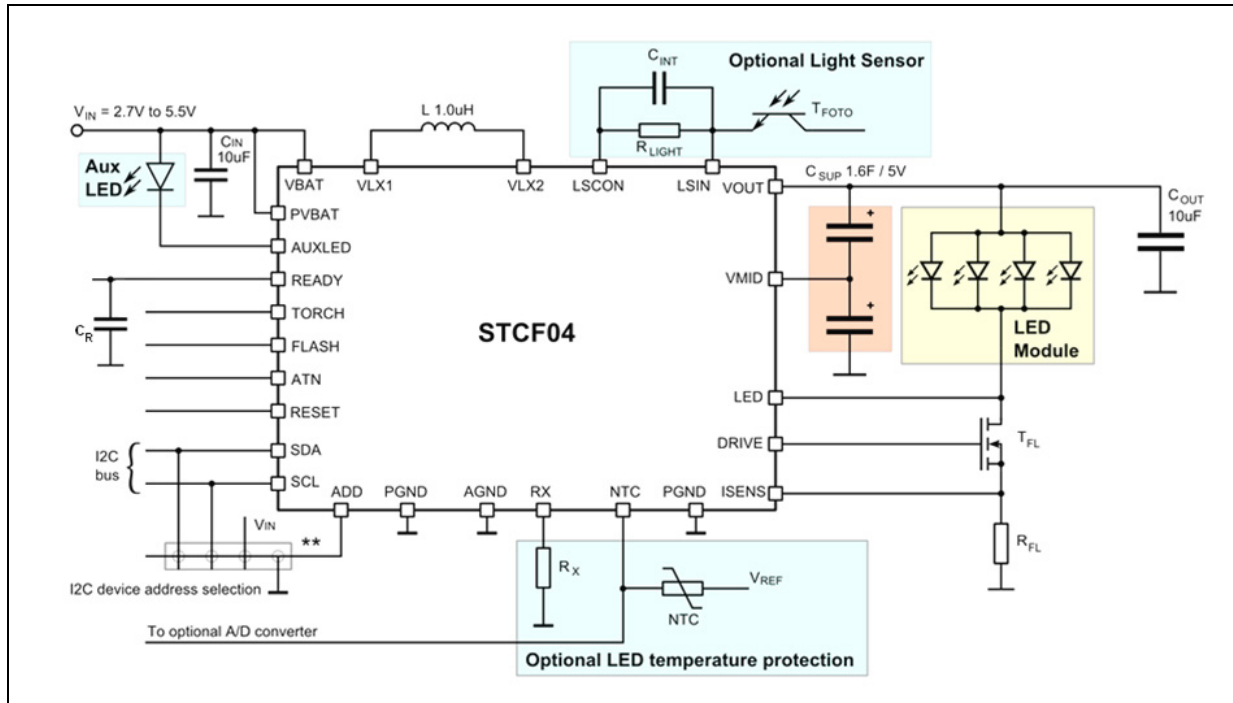 Optional Light Sensor
CINT
TFOTO
RLIGHT
VIN = 2.7V to 5.5V
L 1.0uH
CIN
10uF
Aux
LED
VBAT
VLX1
VLX2
LSCON
LSIN
VOUT
CSUP 1.6F / 5V
COUT
10uF
PVBAT
AUXLED
READY
VMID
+
+
CR
TORCH
FLASH
STCF04
LED
Module
ATN
LED
RESET
DRIVE
TFL
I2C
bus
SDA
SCL
ISENS
ADD
PGND
AGND
RX
NTC
PGND
VIN
**
RFL
RX
VREF
NTC
I2C device address selection
To optional A/D converter
Optional LED temperature protection